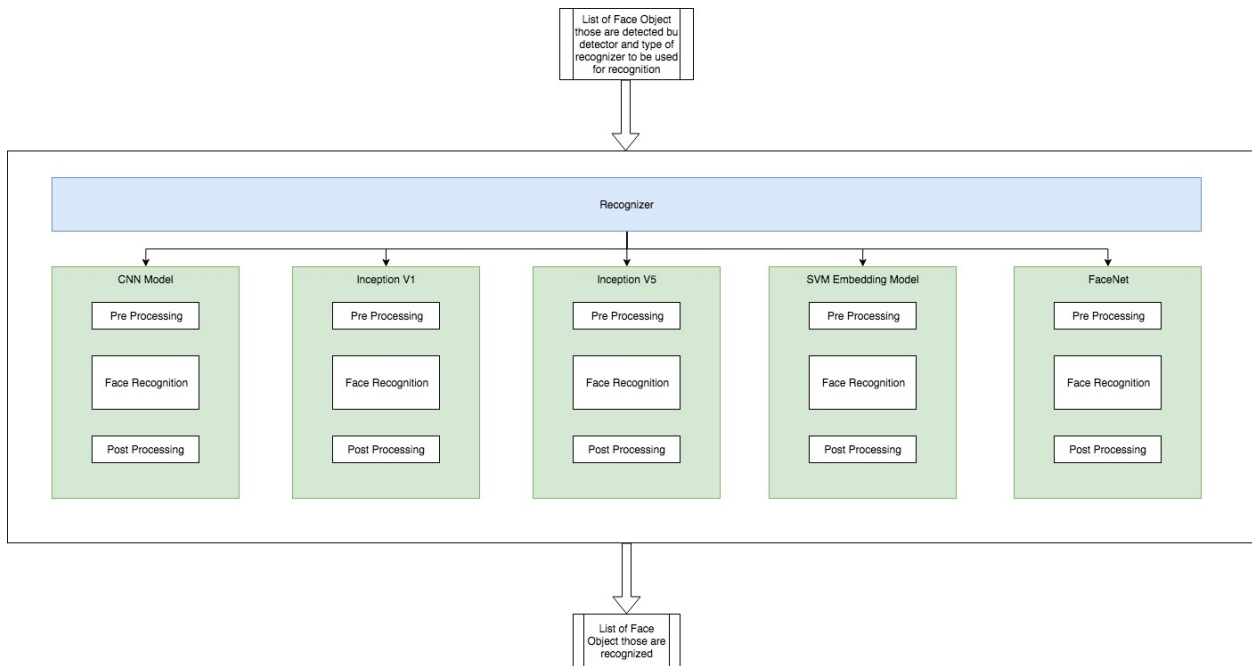 List of Face Object
those are detected bu
detector and type of
recognizer to be used
for recognition
Recognizer
CNN Model
Inception V1
Inception V5
SVM Embedding Model
FaceNet
Pre Processing
Pre Processing
Pre Processing
Pre Processing
Pre Processing
Face Recognition
Face Recognition
Face Recognition
Face Recognition
Face Recognition
Post Processing
Post Processing
Post Processing
Post Processing
Post Processing
List of Face
Object those are
recognized